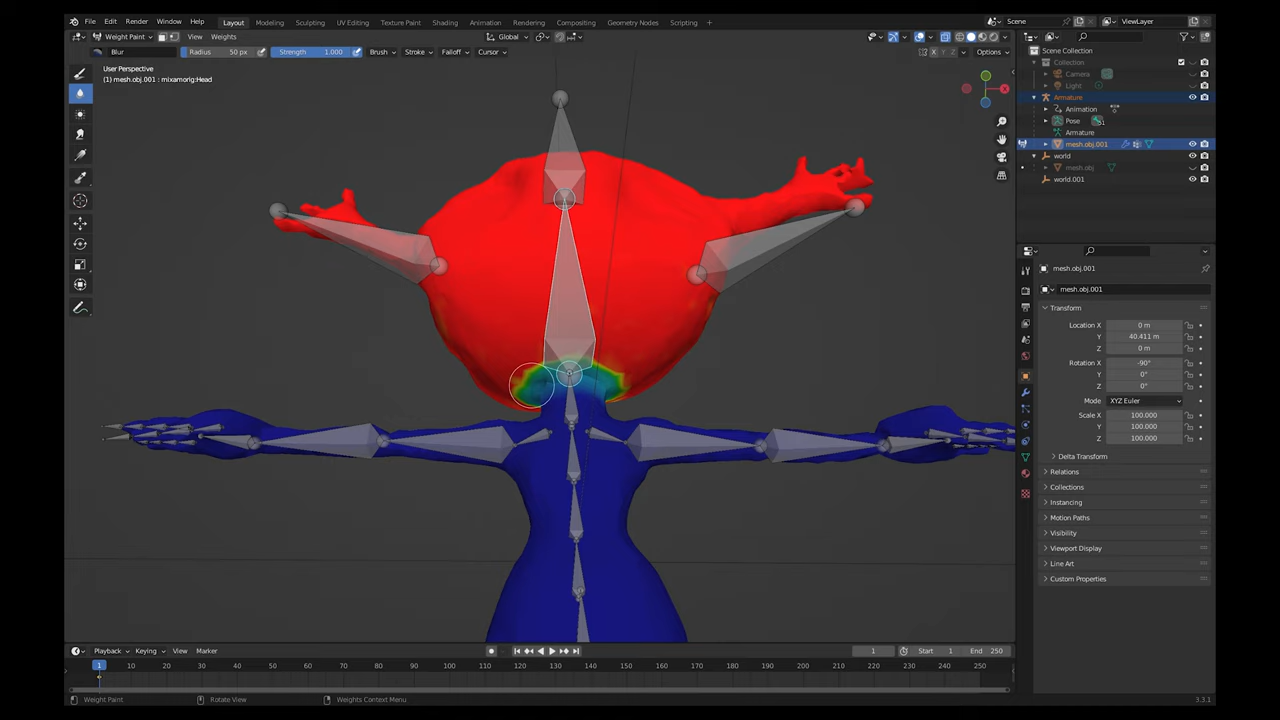 File Edit Render Window Help Layout Modeling Sculpting UV Editing Texture Paint Shading Animation Rendering Compositing Geometry Nodes Scripting + Scene ViewLayer
Weight Paint View Weights Global
Blur Radius 50 px Strength 1.000 Brush Stroke Falloff Cursor X Y Z Options
User Perspective
(1) mesh.obj.001 : mixamorig:Head
X
Scene Collection
Collection
Camera
Light
Armature
Animation
Pose
Armature
mesh.obj.001
world
mesh.obj
world.001
mesh.obj.001
mesh.obj.001
Transform
Location X 0 m
Y 40.411 m
Z 0 m
Rotation X -90°
Y 0°
Z 0°
Mode XYZ Euler
Scale X 100.000
Y 100.000
Z 100.000
Delta Transform
Relations
Collections
Instancing
Motion Paths
Visibility
Viewport Display
Line Art
Custom Properties
Playback Keying View Marker 1 Start 1 End 250
1 10 20 30 40 50 60 70 80 90 100 110 120 130 140 150 160 170 180 190 200 210 220 230 240 250
Weight Paint Rotate View Weights Context Menu 3.3.1